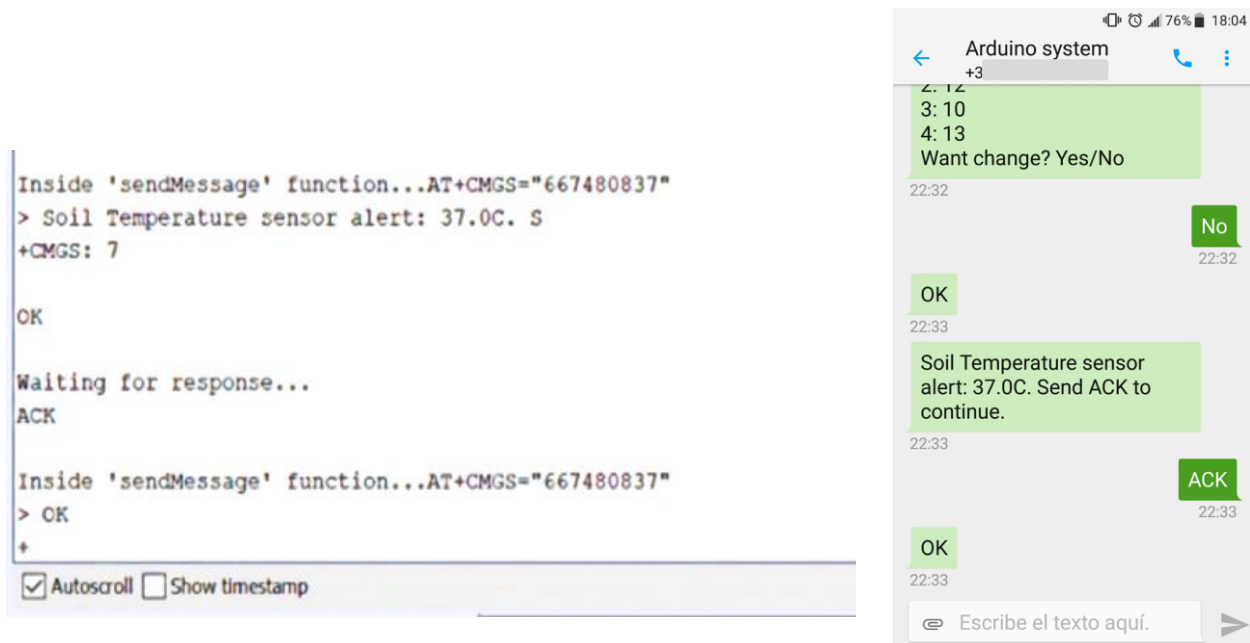 Inside 'sendMessage' function...AT+CMGS="667480837"
> Soil Temperature sensor alert: 37.0C. S
+CMGS: 7
OK
Waiting for response...
ACK
Inside 'sendMessage' function...AT+CMGS="667480837"
> OK
+
Autoscroll Show timestamp
76% 18:04
Arduino system
+3
2: 12
3: 10
4: 13
Want change? Yes/No
22:32
No
22:32
OK
22:33
Soil Temperature sensor
alert: 37.0C. Send ACK to
continue.
22:33
ACK
22:33
OK
22:33
Escribe el texto aquí.